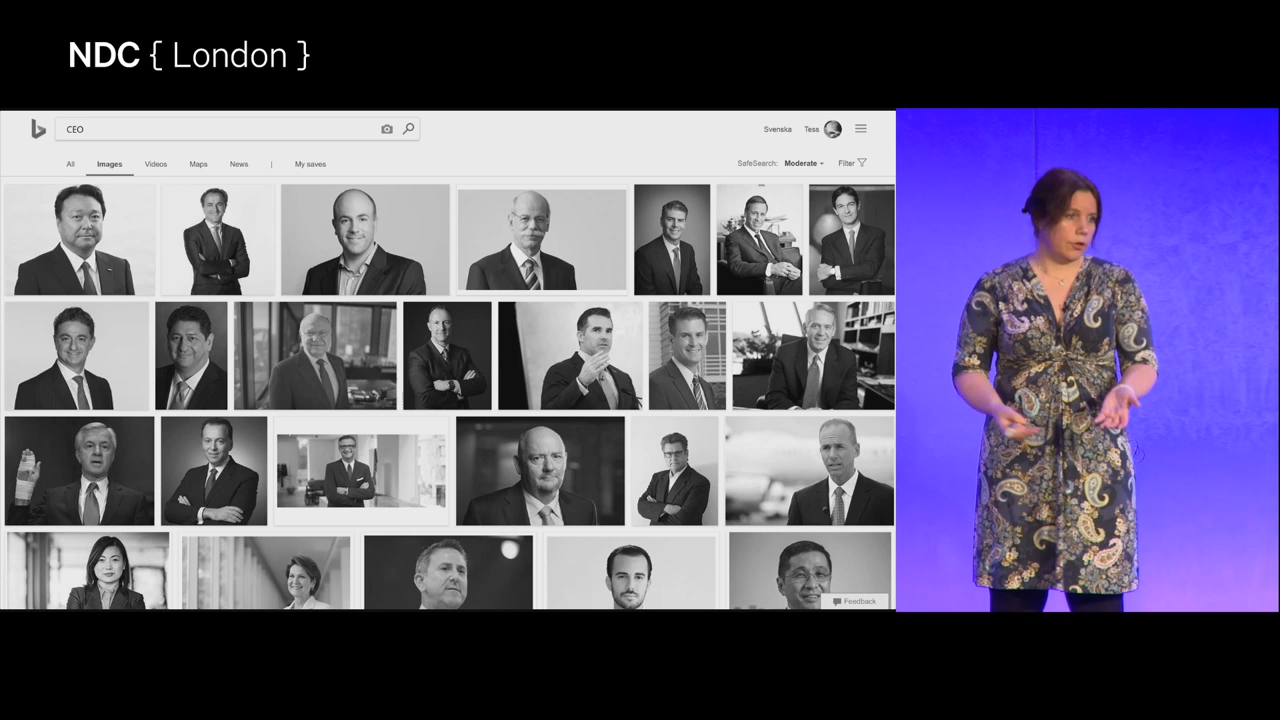 NDC { London }
CEO
Svenska Tess
All Images Videos Maps News | My saves
SafeSearch: Moderate Filter
Feedback